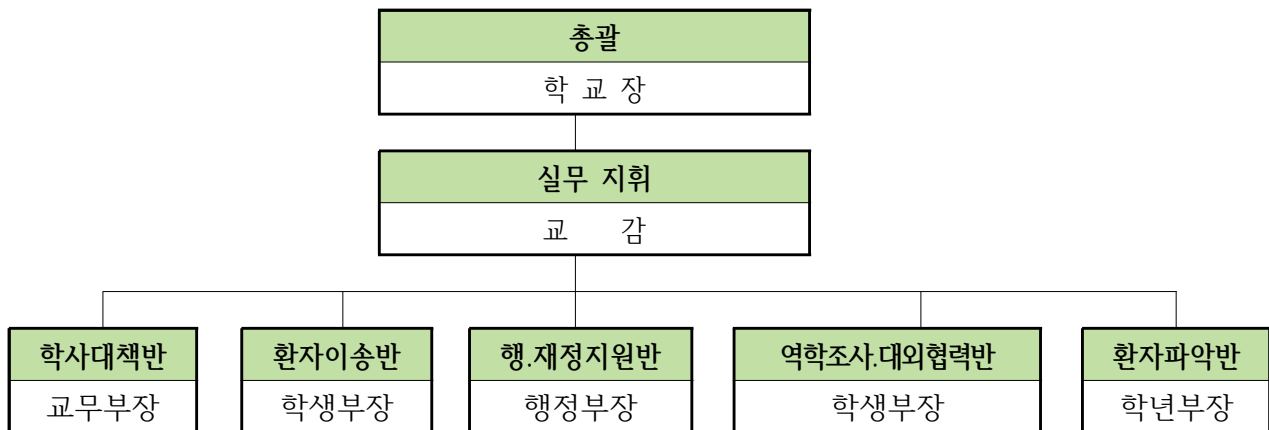 총괄
학 교 장
실무 지휘
교 감
학사대책반 환자이송반 행.재정지원반 역학조사.대외협력반 환자파악반
교무부장 학생부장 행정부장 학생부장 학년부장